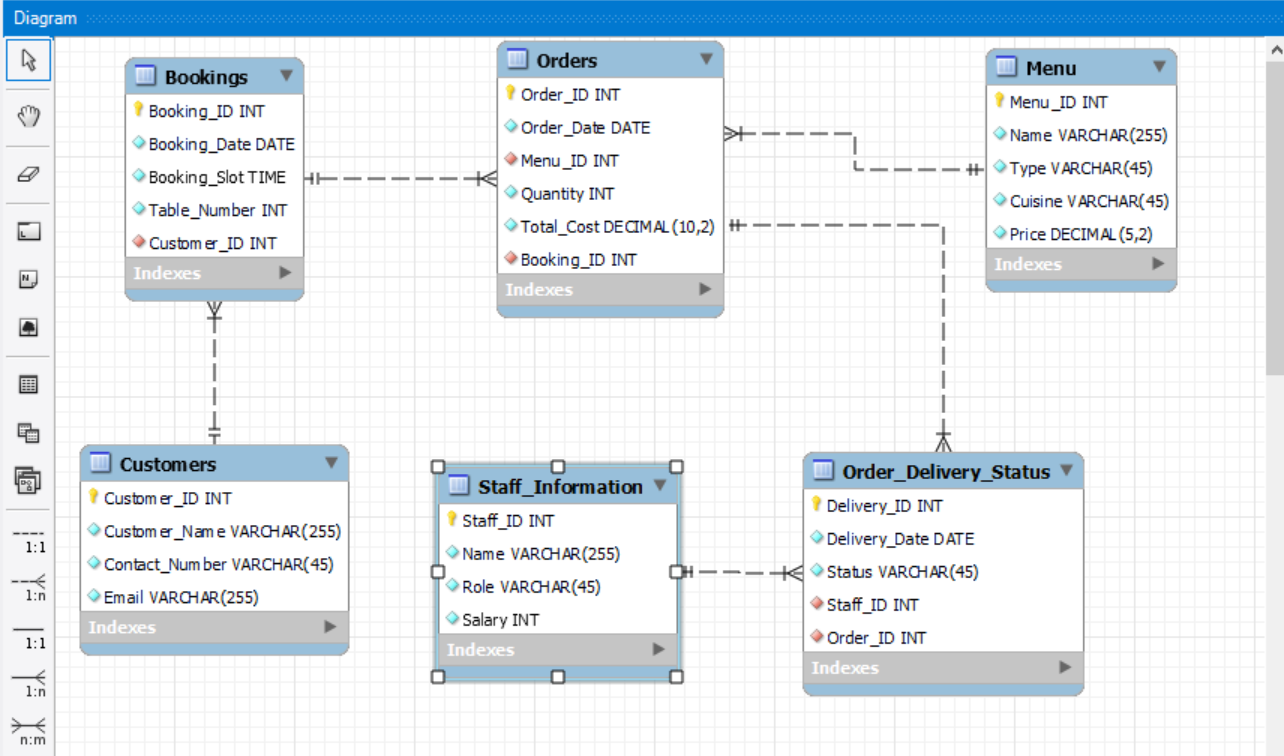 Diagram
Bookings
Booking_ID INT
Booking_Date DATE
Booking_Slot TIME
Table_Number INT
Customer_ID INT
Indexes
Orders
Order_ID INT
Order_Date DATE
Menu_ID INT
Quantity INT
Total_Cost DECIMAL(10,2)
Booking_ID INT
Indexes
Menu
Menu_ID INT
Name VARCHAR(255)
Type VARCHAR(45)
Cuisine VARCHAR(45)
Price DECIMAL(5,2)
Indexes
Customers
Customer_ID INT
Customer_Name VARCHAR(255)
Contact_Number VARCHAR(45)
Email VARCHAR(255)
Indexes
Staff_Information
Staff_ID INT
Name VARCHAR(255)
Role VARCHAR(45)
Salary INT
Indexes
Order_Delivery_Status
Delivery_ID INT
Delivery_Date DATE
Status VARCHAR(45)
Staff_ID INT
Order_ID INT
Indexes
1:1
1:n
1:1
1:n
n:m